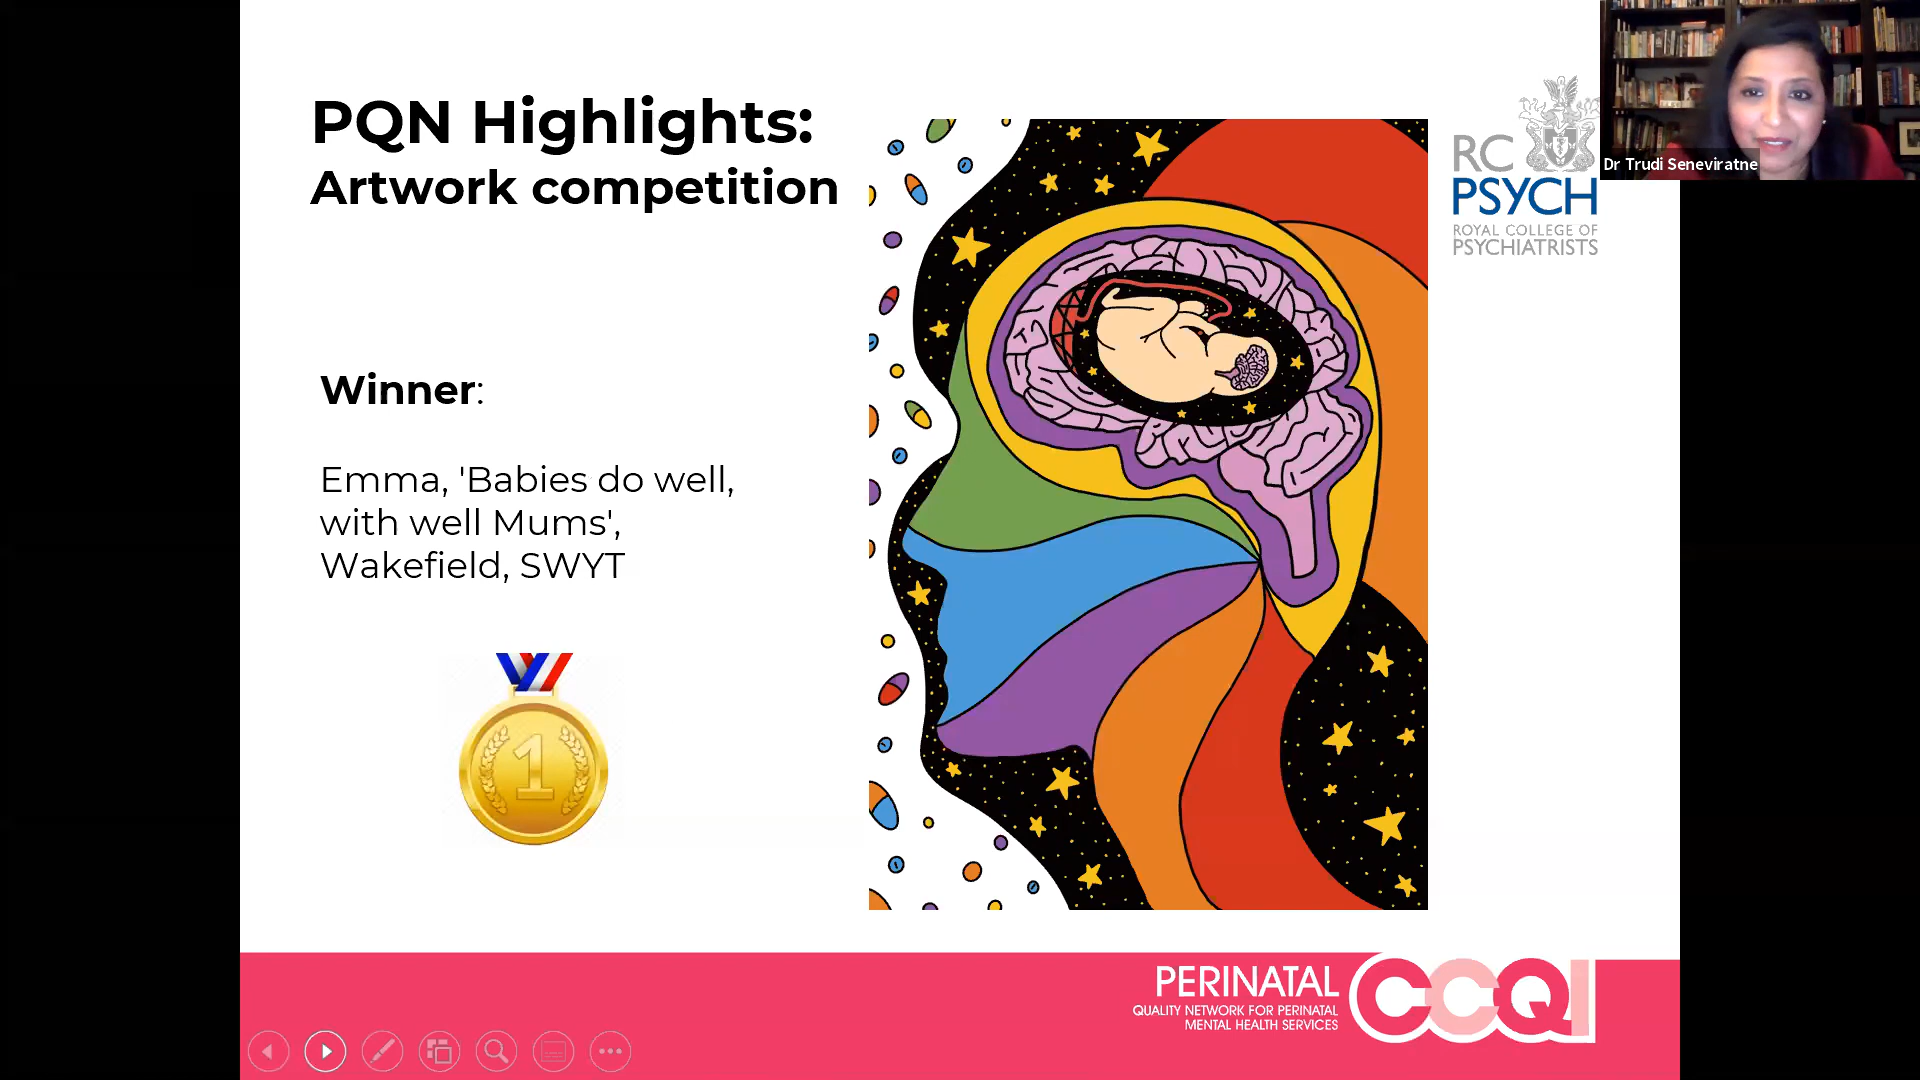 PQN Highlights:
Artwork competition
RC
PSYCH
ROYAL COLLEGE OF
PSYCHIATRISTS
Dr Trudi Seneviratne
Winner:
Emma, 'Babies do well,
with well Mums',
Wakefield, SWYT
1
PERINATAL
QUALITY NETWORK FOR PERINATAL
MENTAL HEALTH SERVICES
CCQI